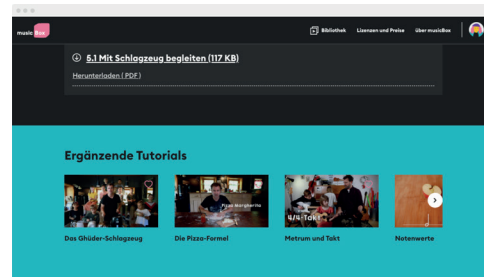 music Box
Bibliothek Lizenzen und Preise Über musicBox
5.1 Mit Schlagzeug begleiten (117 KB)
Herunterladen ( PDF )
Ergänzende Tutorials
Pizza Margherita
4/4-Takt
Das Ghüder-Schlagzeug Die Pizza-Formel Metrum und Takt Notenwerte